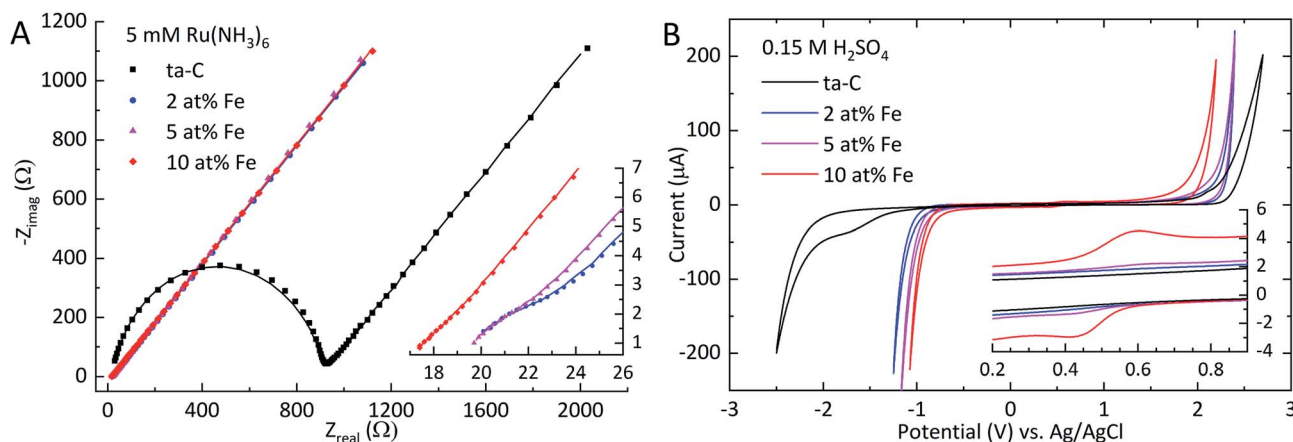 A
5 mM Ru(NH3)6
ta-C
2 at% Fe
5 at% Fe
10 at% Fe
-Zimag (Ω)
1200
1000
800
600
400
200
0
0 400 800 1200 1600 2000
Zreal (Ω)
7
6
5
4
3
2
1
18 20 22 24 26
B
0.15 M H2SO4
ta-C
2 at% Fe
5 at% Fe
10 at% Fe
Current (µA)
200
100
0
-100
-200
-3 -2 -1 0 1 2 3
Potential (V) vs. Ag/AgCl
6
4
2
0
-2
-4
0.2 0.4 0.6 0.8